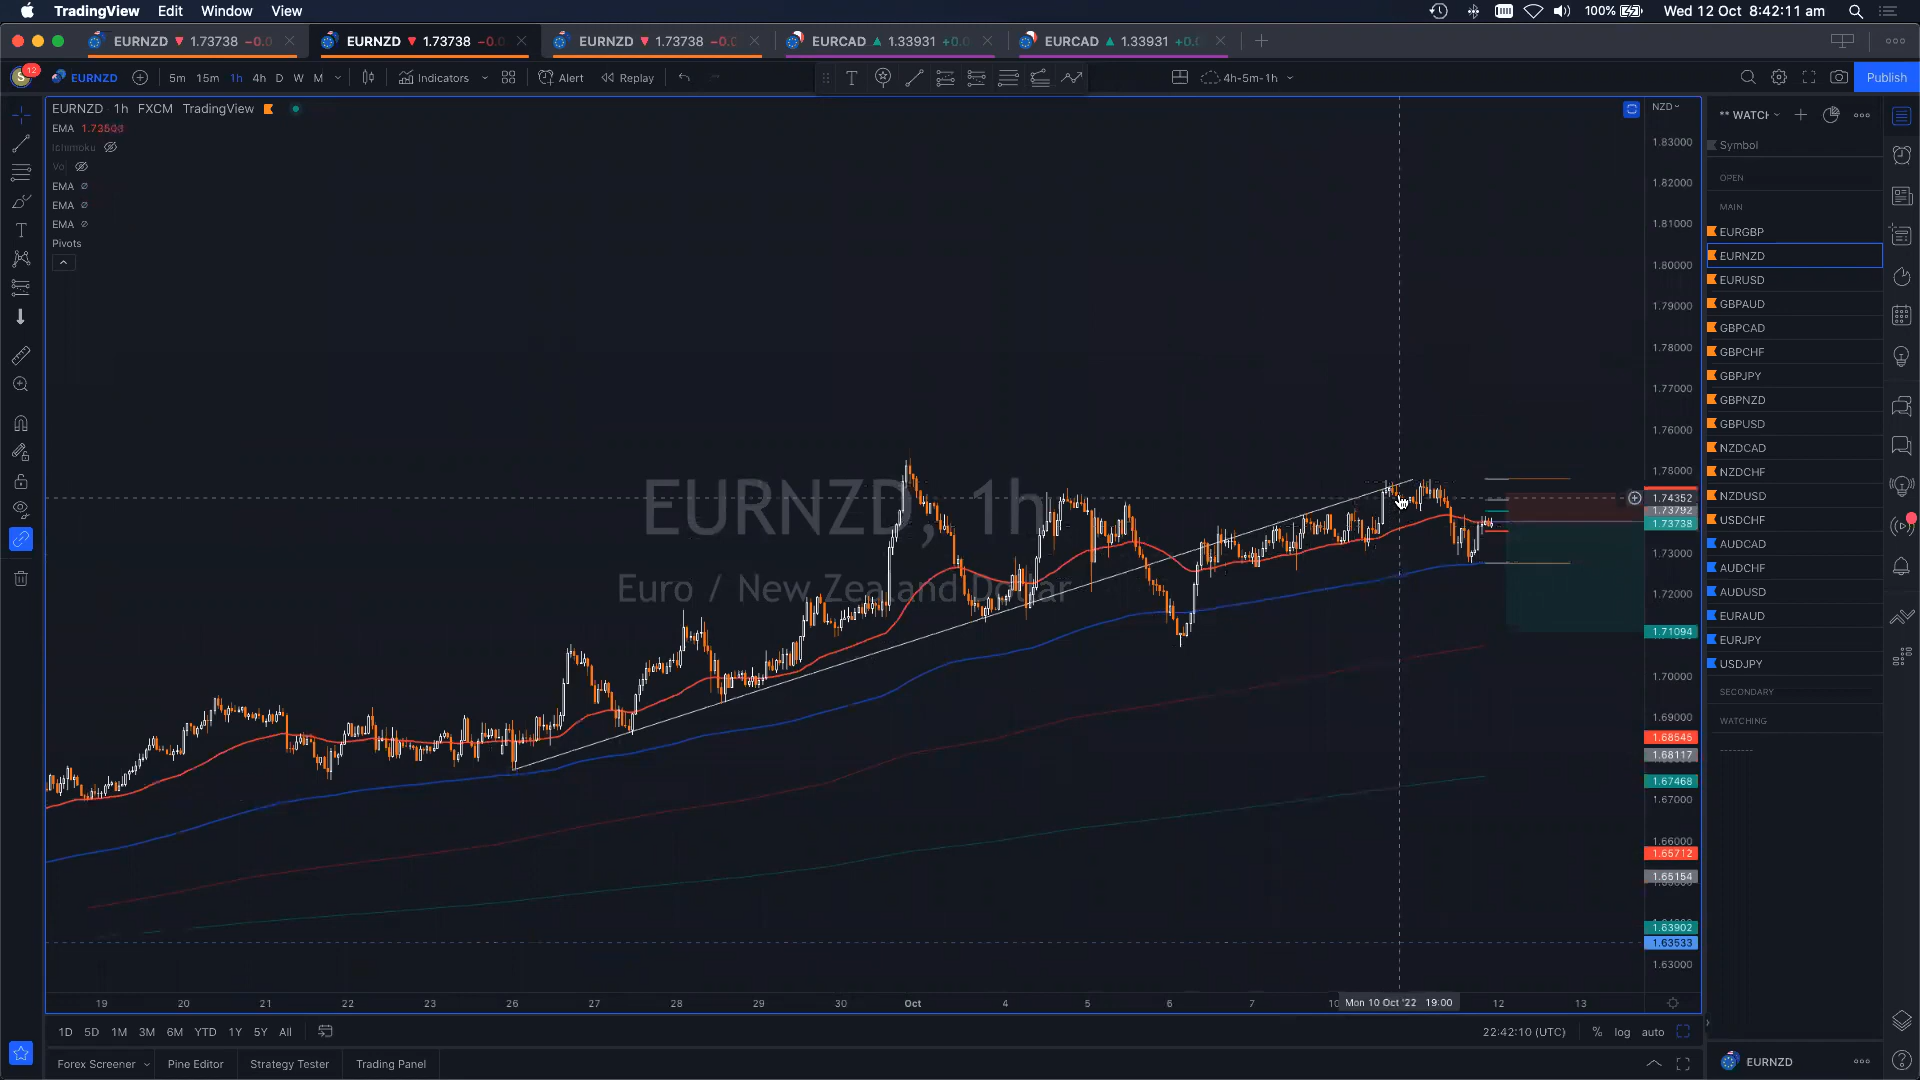 TradingView Edit Window View 100% Wed 12 Oct 8:42:11 am
EURNZD 1.73738 EURNZD 1.73738 EURNZD 1.73738 EURCAD 1.33931 +0.0 EURCAD 1.33931 +0.0
S 12 EURNZD 5m 15m 1h 4h D W M Indicators Alert Replay T 4h-5m-1h Publish
EURNZD 1h FXCM TradingView
EMA
Ichimoku
Vol
EMA
EMA
EMA
Pivots
EURNZD, 1h
Euro / New Zealand Dollar
NZD
1.83000
1.82000
1.81000
1.80000
1.79000
1.78000
1.77000
1.76000
1.74352
1.73792
1.73738
1.73000
1.72000
1.71094
1.70000
1.69000
1.68545
1.68117
1.67468
1.67000
1.66000
1.65712
1.65154
1.63902
1.63533
1.63000
19 20 21 22 23 26 27 28 29 30 Oct 4 5 6 7 Mon 10 Oct '22 19:00 12 13
1D 5D 1M 3M 6M YTD 1Y 5Y All 22:42:10 (UTC) % log auto
Forex Screener Pine Editor Strategy Tester Trading Panel
Symbol
OPEN
MAIN
EURGBP
EURNZD
EURUSD
GBPAUD
GBPCAD
GBPCHF
GBPJPY
GBPNZD
GBPUSD
NZDCAD
NZDCHF
NZDUSD
USDCHF
AUDCAD
AUDCHF
AUDUSD
EURAUD
EURJPY
USDJPY
SECONDARY
WATCHING
--------
EURNZD